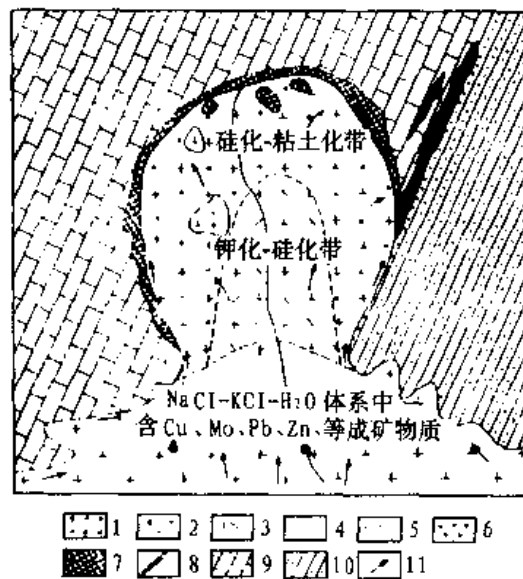 硅化-粘土化带
钾化-硅化带
NaCl-KCl-H₂O 体系中
含Cu、Mo、Pb、Zn、等成矿物质
1 2 3 4 5 6
7 8 9 10 11